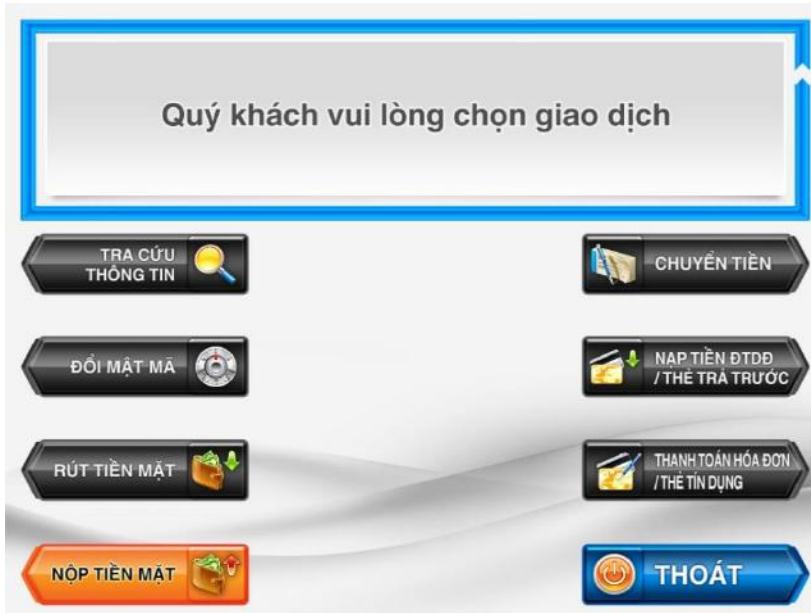 Quý khách vui lòng chọn giao dịch
TRA CỨU
THÔNG TIN
CHUYỂN TIỀN
ĐỔI MẬT MÃ
NẠP TIỀN ĐTDĐ
/ THẺ TRẢ TRƯỚC
RÚT TIỀN MẶT
THANH TOÁN HÓA ĐƠN
/ THẺ TÍN DỤNG
NỘP TIỀN MẶT
THOÁT